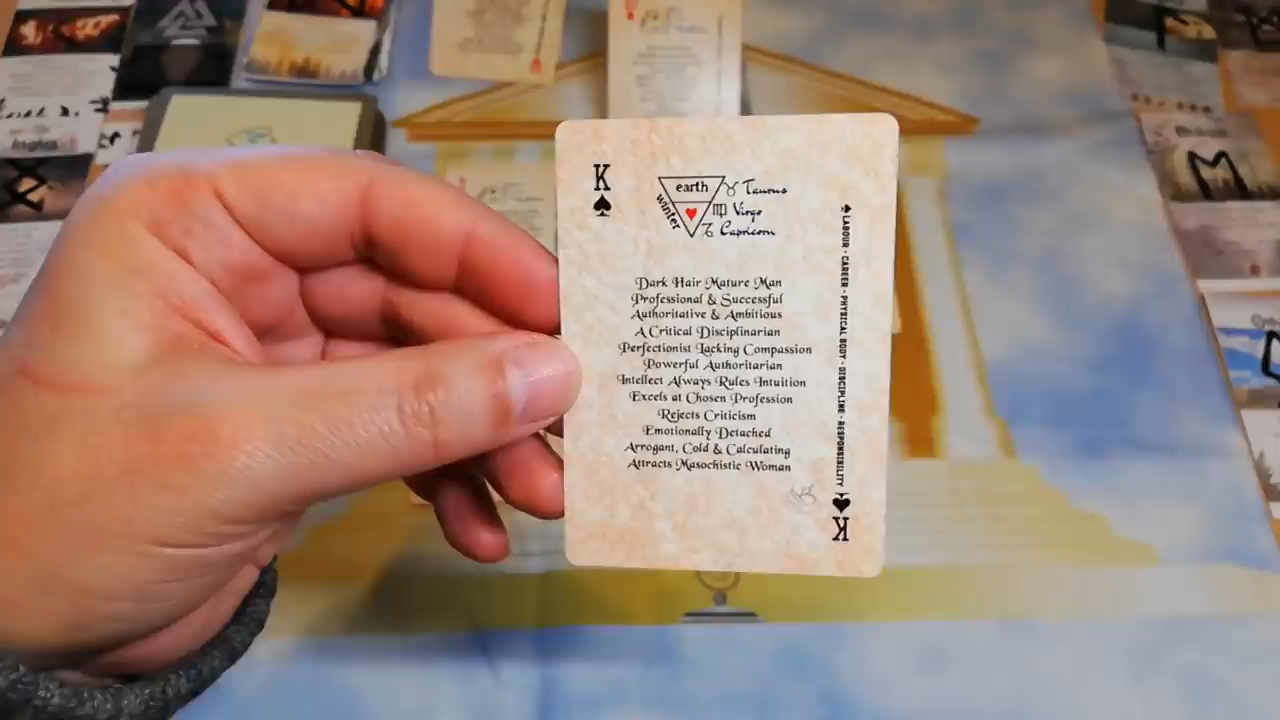 K
earth
winter
Taurus
Virgo
Capricorn
Dark Hair Mature Man
Professional & Successful
Authoritative & Ambitious
A Critical Disciplinarian
Perfectionist Lacking Compassion
Powerful Authoritarian
Intellect Always Rules Intuition
Excels at Chosen Profession
Rejects Criticism
Emotionally Detached
Arrogant, Cold & Calculating
Attracts Masochistic Woman
LABOUR - CAREER - PHYSICAL BODY - DISCIPLINE - RESPONSIBILITY
K